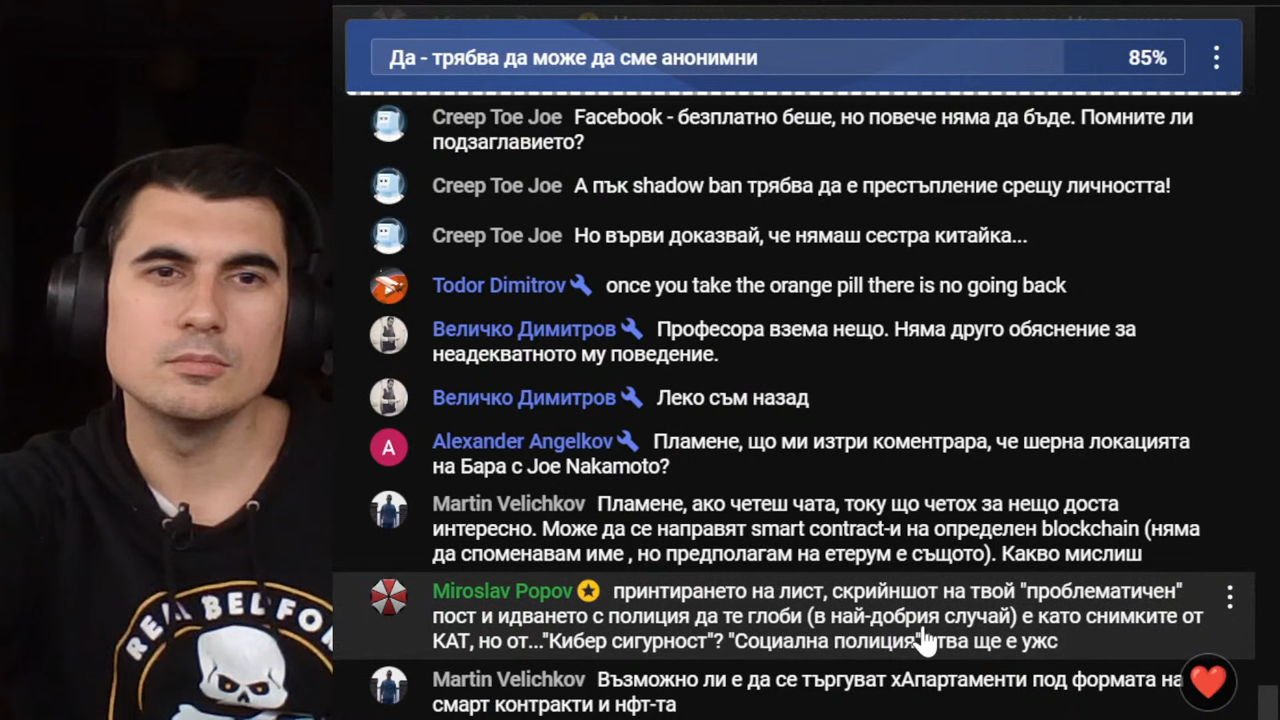 Да - трябва да може да сме анонимни 85%
Creep Toe Joe Facebook - безплатно беше, но повече няма да бъде. Помните ли
подзаглавието?
Creep Toe Joe А пък shadow ban трябва да е престъпление срещу личността!
Creep Toe Joe Но върви доказвай, че нямаш сестра китайка...
Todor Dimitrov once you take the orange pill there is no going back
Величко Димитров Професора взема нещо. Няма друго обяснение за
неадекватното му поведение.
Величко Димитров Леко съм назад
A Alexander Angelkov Пламене, що ми изтри коментрара, че шерна локацията
на Бара с Joe Nakamoto?
Martin Velichkov Пламене, ако четеш чата, току що четох за нещо доста
интересно. Може да се направят smart contract-и на определен blockchain (няма
да споменавам име , но предполагам на етерум е същото). Какво мислиш
Miroslav Popov принтирането на лист, скрийншот на твой "проблематичен"
пост и идването с полиция да те глоби (в най-добрия случай) е като снимките от
КАТ, но от..."Кибер сигурност"? "Социална полиция" тва ще е ужс
Martin Velichkov Възможно ли е да се търгуват хАпартаменти под формата на
смарт контракти и нфт-та